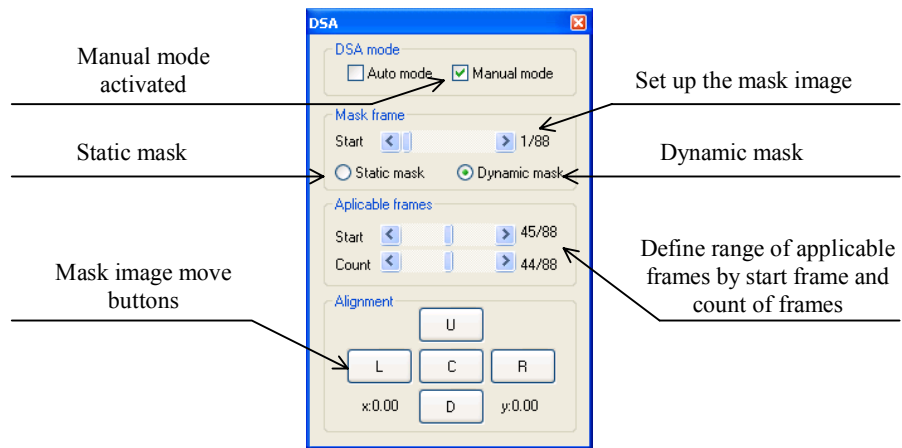 DSA
DSA mode
Manual mode
activated
Auto mode
Manual mode
Set up the mask image
Mask frame
Start
1/88
Static mask
Static mask
Dynamic mask
Dynamic mask
Aplicable frames
Start
45/88
Count
44/88
Define range of applicable
frames by start frame and
count of frames
Mask image move
buttons
Alignment
U
L
C
R
x:0.00
D
y:0.00